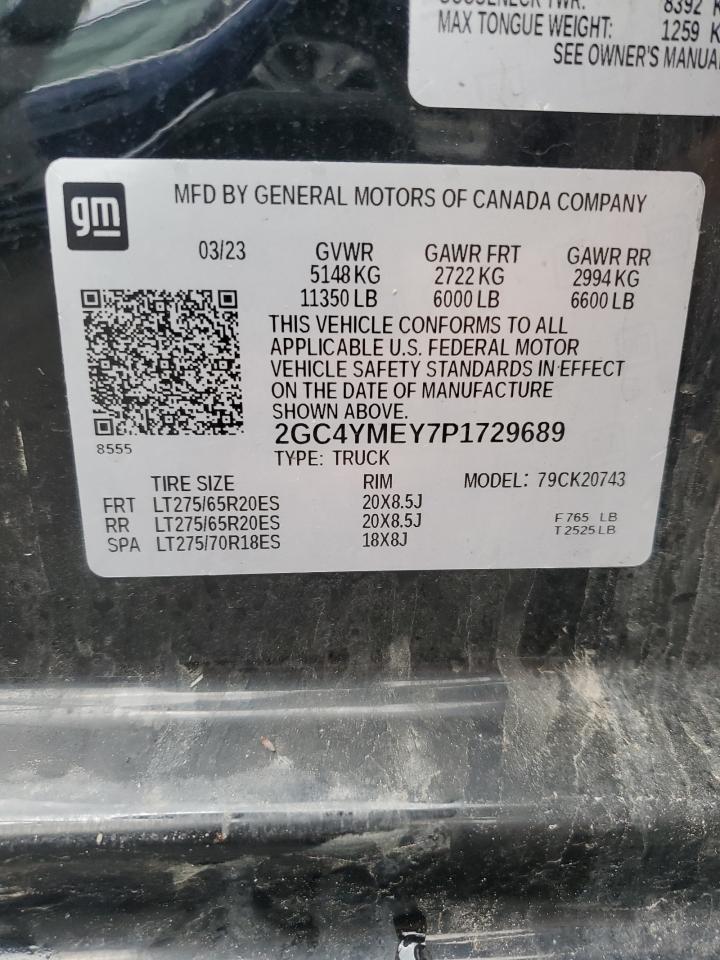 8392 K
MAX TONGUE WEIGHT: 1259 K
SEE OWNER'S MANUA
gm
MFD BY GENERAL MOTORS OF CANADA COMPANY
03/23 GVWR GAWR FRT GAWR RR
5148 KG 2722 KG 2994 KG
11350 LB 6000 LB 6600 LB
THIS VEHICLE CONFORMS TO ALL
APPLICABLE U.S. FEDERAL MOTOR
VEHICLE SAFETY STANDARDS IN EFFECT
ON THE DATE OF MANUFACTURE
SHOWN ABOVE.
2GC4YMEY7P1729689
8555
TYPE: TRUCK
TIRE SIZE RIM MODEL: 79CK20743
FRT LT275/65R20ES 20X8.5J
RR LT275/65R20ES 20X8.5J F 765 LB
SPA LT275/70R18ES 18X8J T 2525 LB